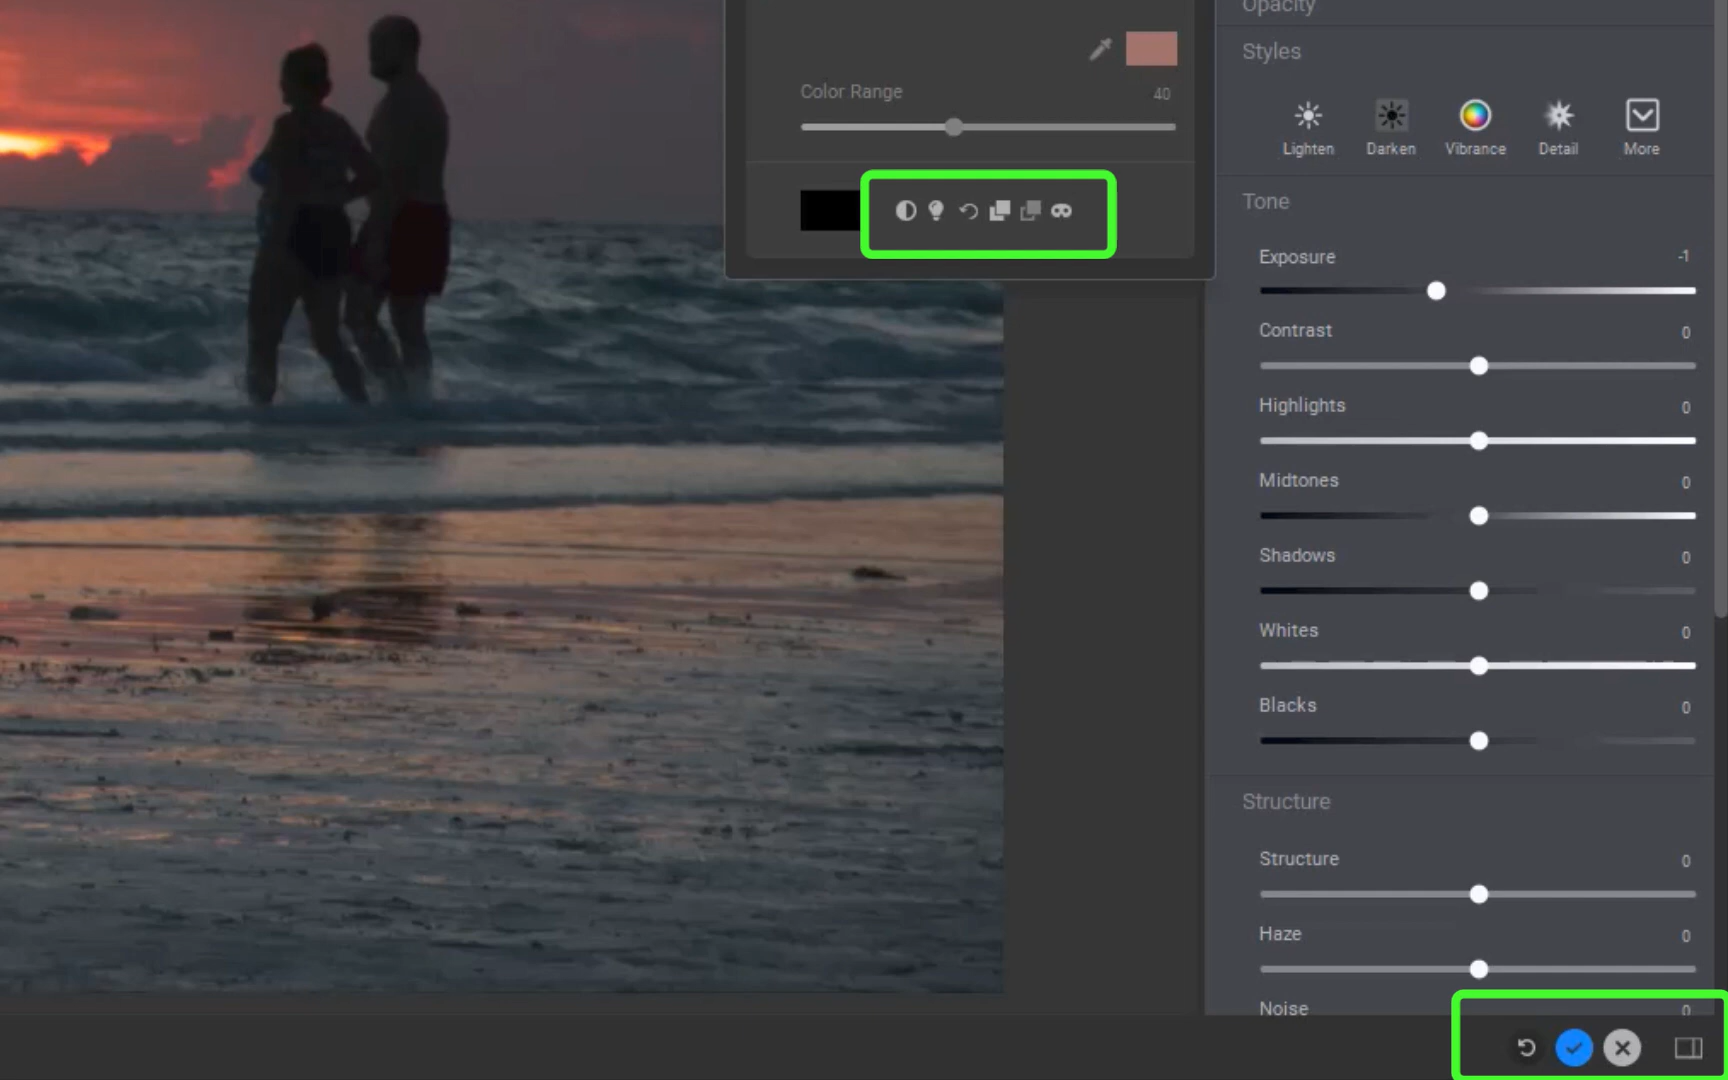 Opacity
Styles
Color Range 40
Lighten Darken Vibrance Detail More
Tone
Exposure -1
Contrast 0
Highlights 0
Midtones 0
Shadows 0
Whites 0
Blacks 0
Structure
Structure 0
Haze 0
Noise 0